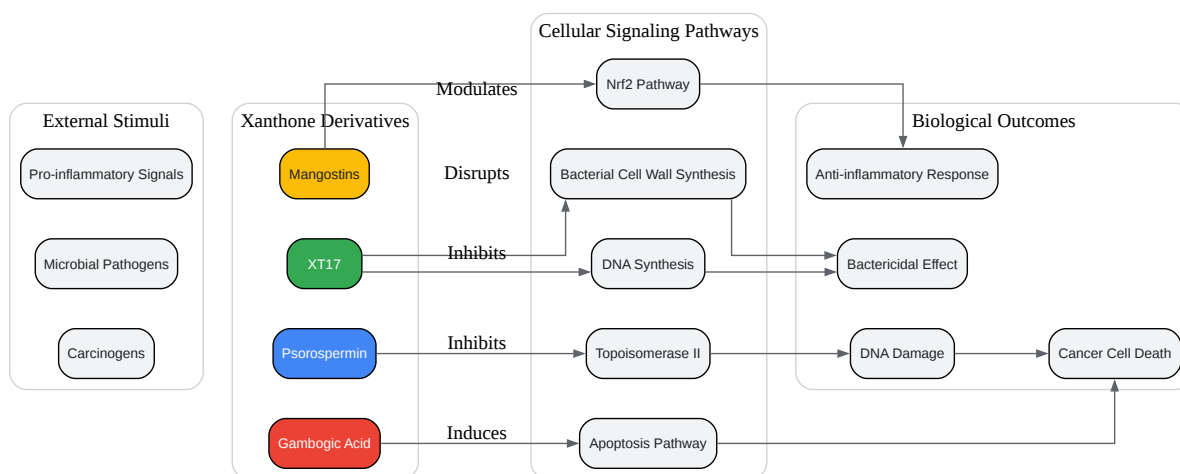 Cellular Signaling Pathways
Nrf2 Pathway
Modulates
External Stimuli
Xanthone Derivatives
Biological Outcomes
Pro-inflammatory Signals
Mangostins
Disrupts
Bacterial Cell Wall Synthesis
Anti-inflammatory Response
Microbial Pathogens
XT17
Inhibits
DNA Synthesis
Bactericidal Effect
Carcinogens
Psorospermin
Inhibits
Topoisomerase II
DNA Damage
Cancer Cell Death
Gambogic Acid
Induces
Apoptosis Pathway